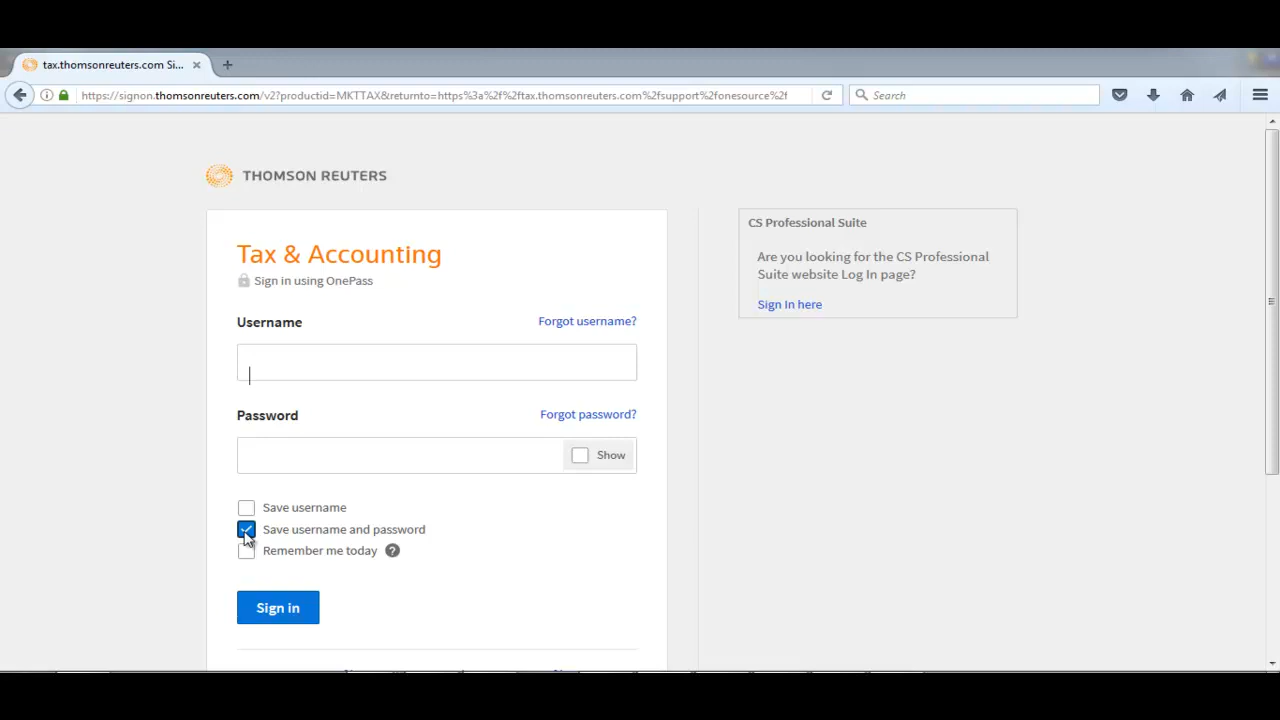 tax.thomsonreuters.com Si...
https://signon.thomsonreuters.com/v2?productid=MKTTAX&returnto=https%3a%2f%2ftax.thomsonreuters.com%2fsupport%2fonesource%2f
Search
THOMSON REUTERS
Tax & Accounting
Sign in using OnePass
Username
Forgot username?
Password
Forgot password?
Show
Save username
Save username and password
Remember me today ?
Sign in
CS Professional Suite
Are you looking for the CS Professional
Suite website Log In page?
Sign In here